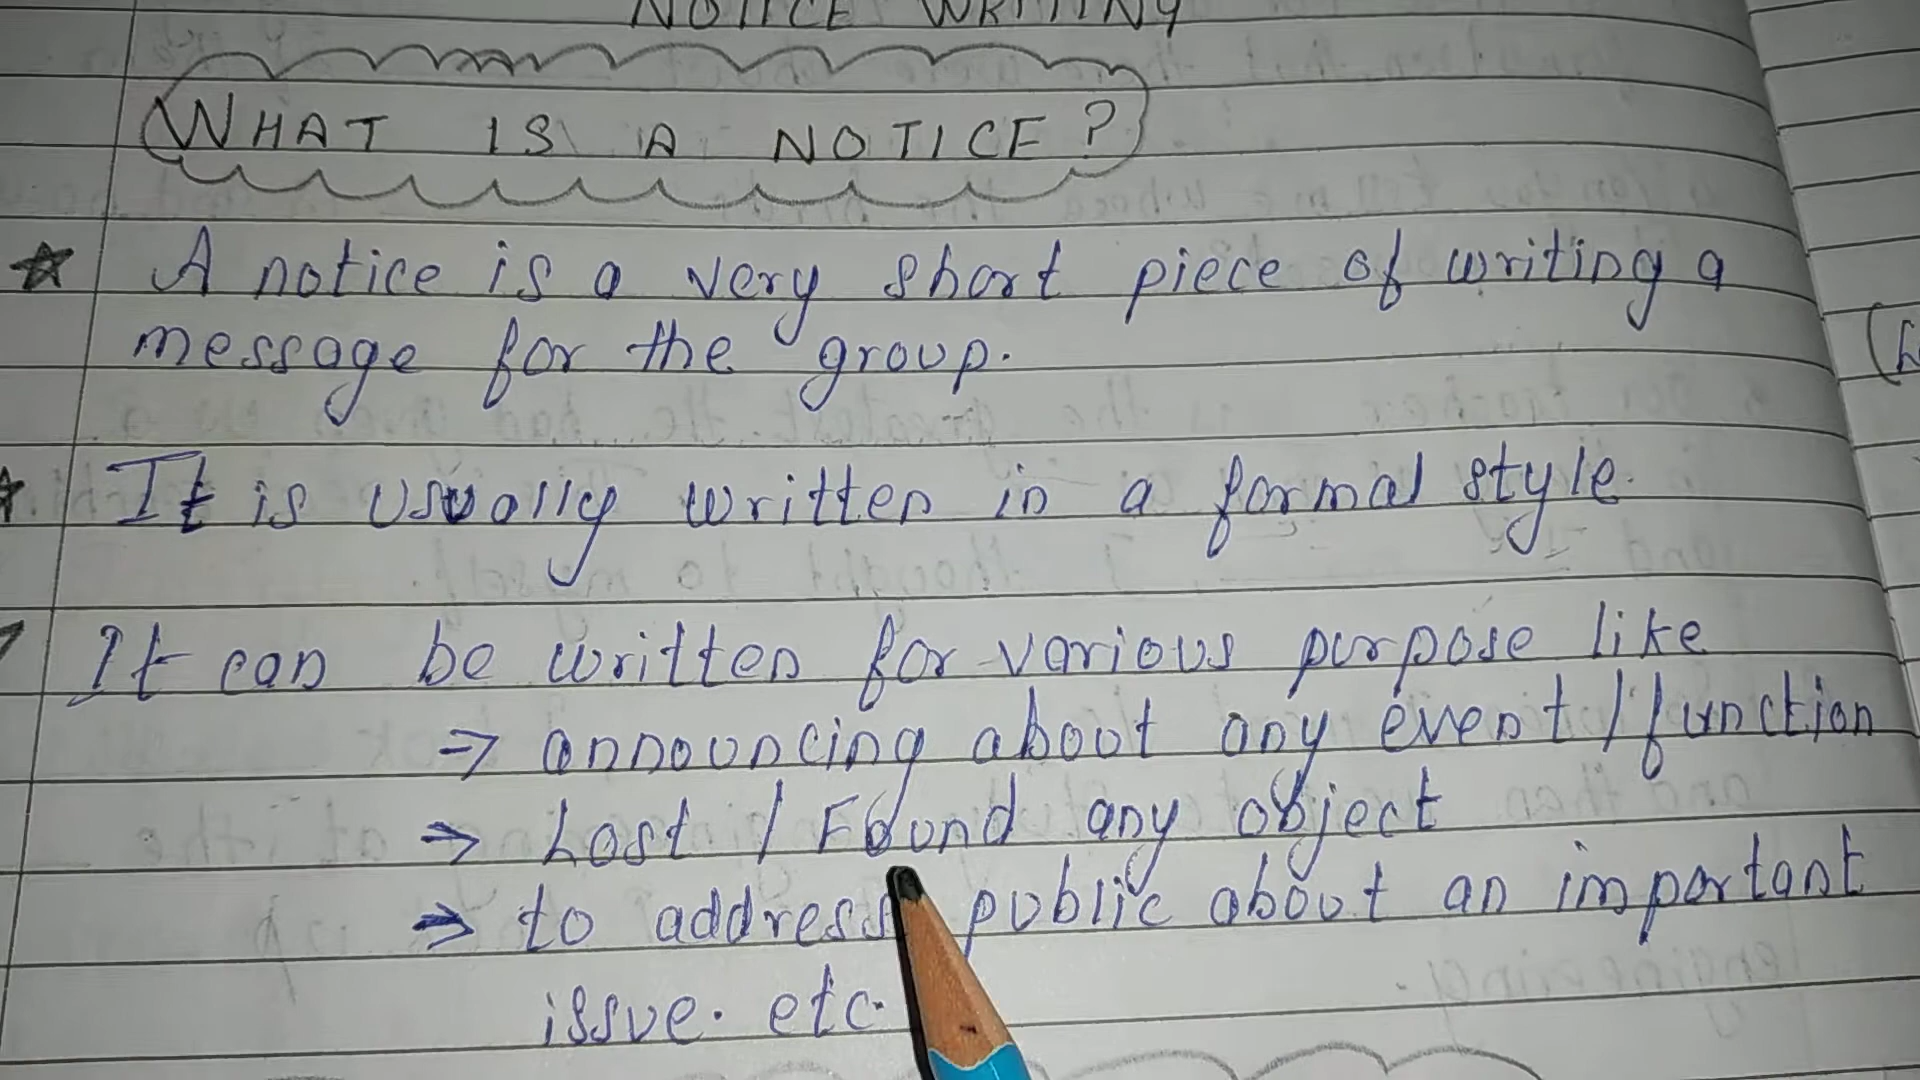 NOTICE WRITING
WHAT IS A NOTICE?
A notice is a very short piece of writing a
message for the group.
It is usually written in a formal style.
It can be written for various purpose like
⇒ announcing about any event / function
⇒ Lost / Found any object
⇒ to address public about an important
issue. etc.